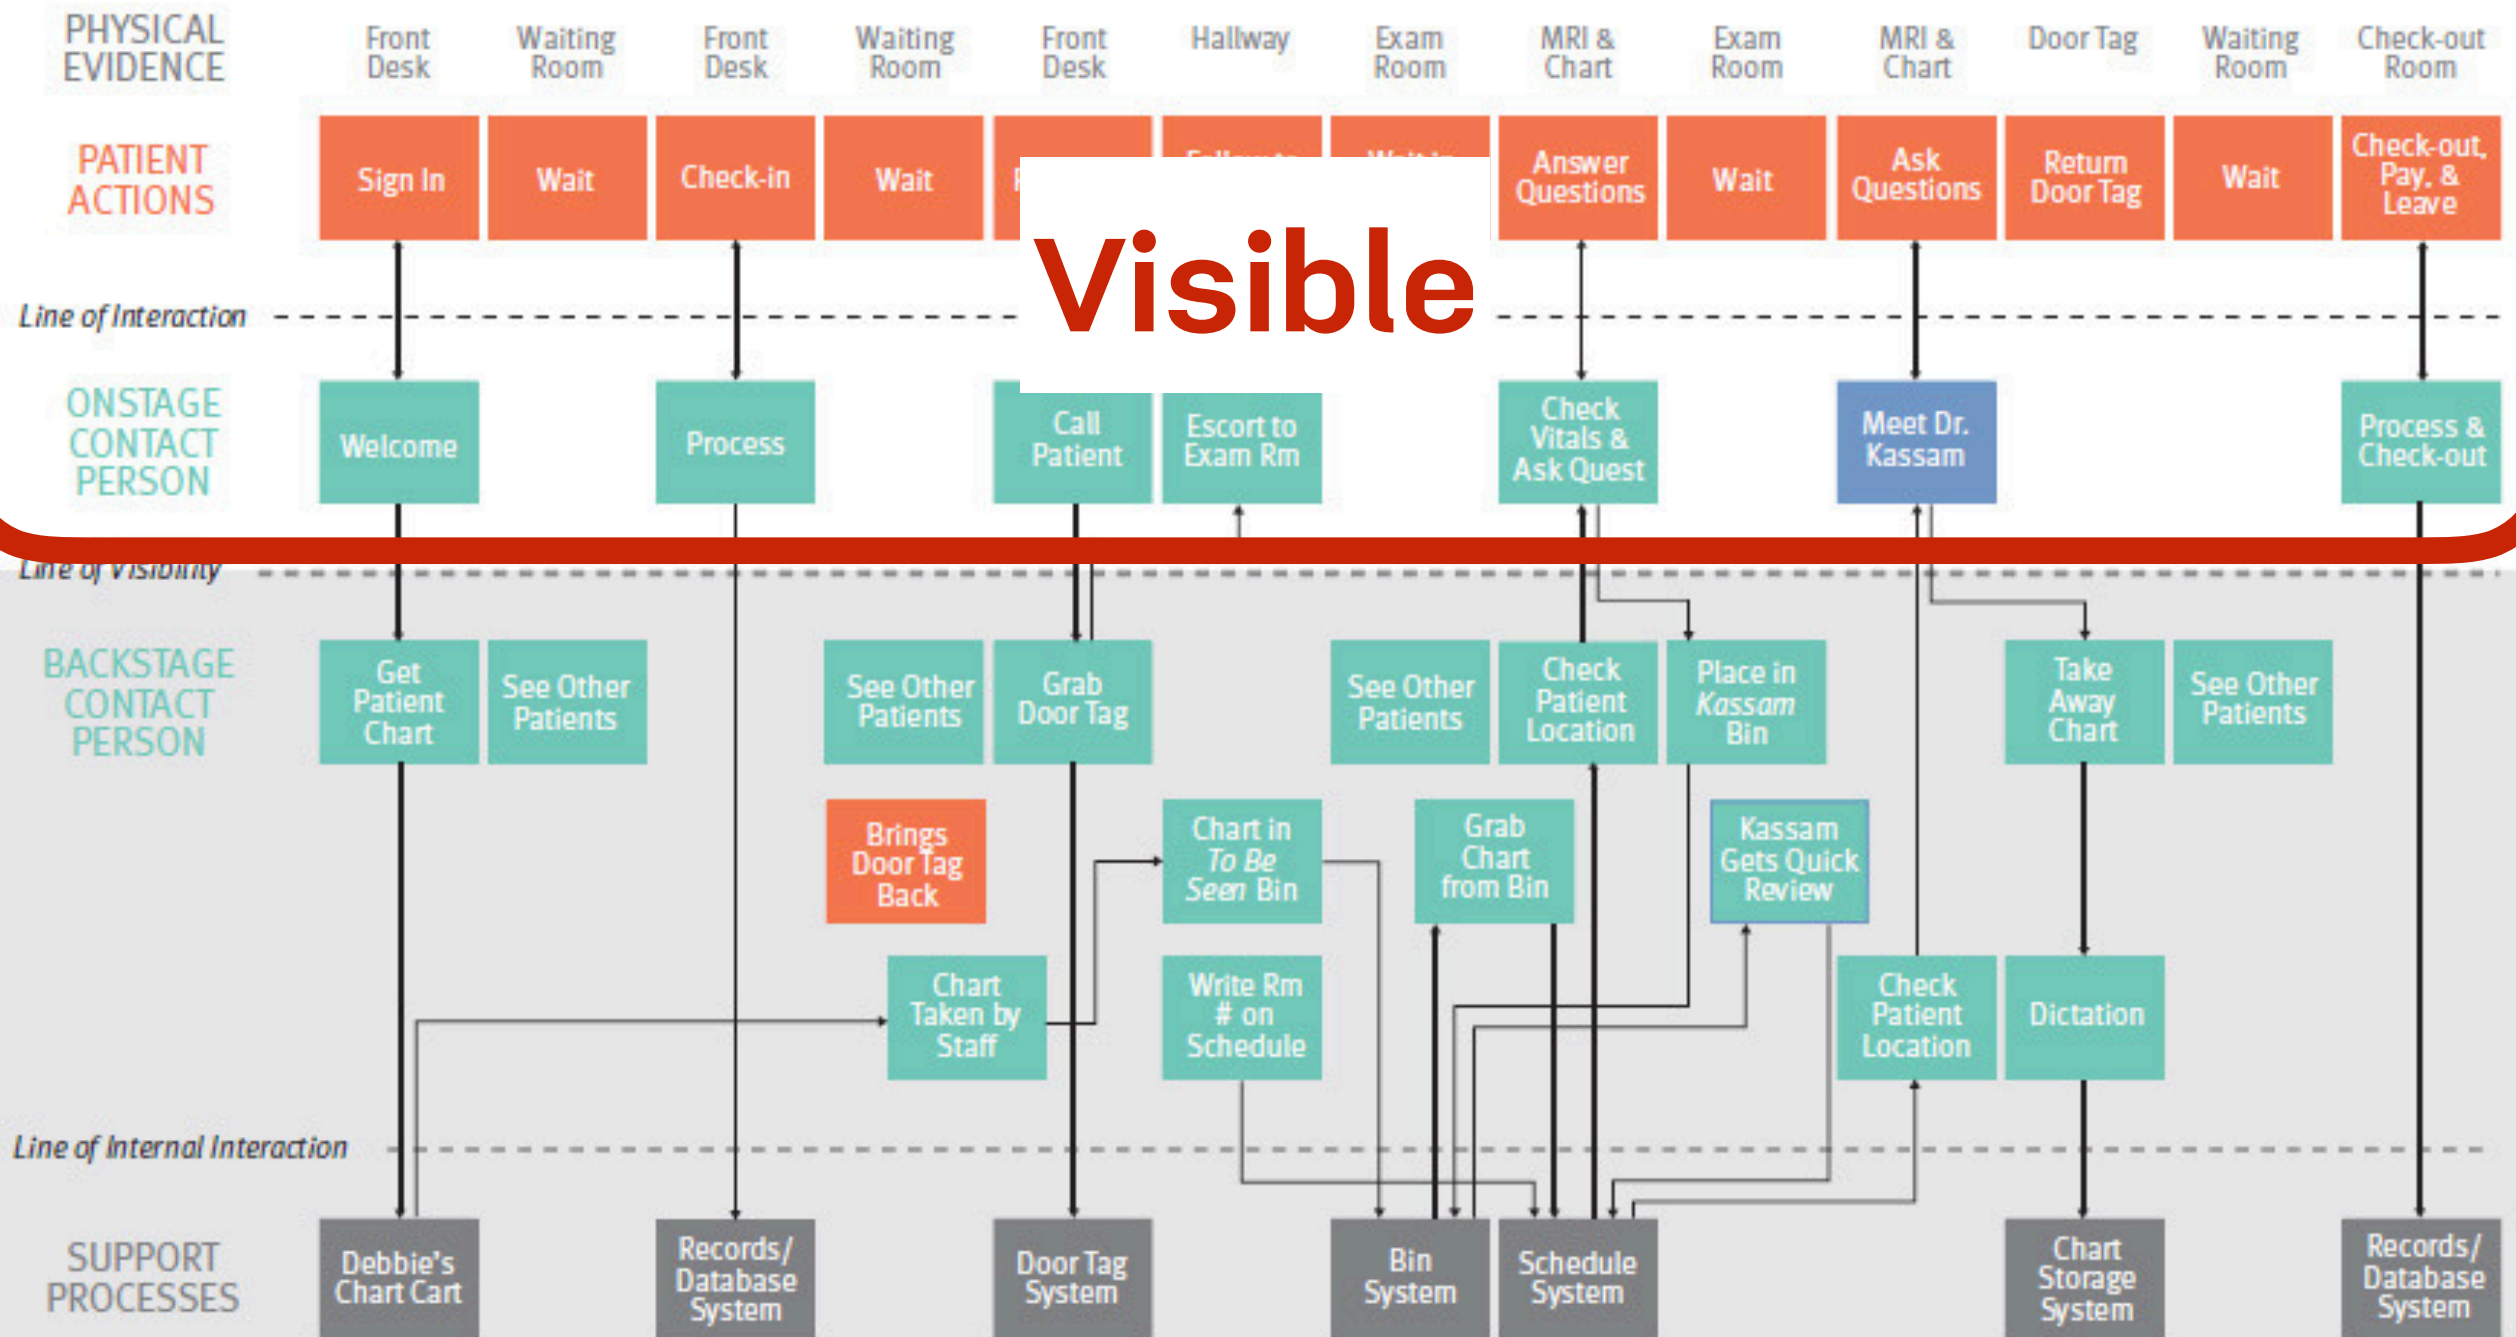 PHYSICAL
EVIDENCE
Front
Desk
Waiting
Room
Front
Desk
Waiting
Room
Front
Desk
Hallway
Exam
Room
MRI &
Chart
Exam
Room
MRI &
Chart
Door Tag
Waiting
Room
Check-out
Room
PATIENT
ACTIONS
Sign In
Wait
Check-in
Wait
Answer
Questions
Wait
Ask
Questions
Return
Door Tag
Wait
Check-out,
Pay, &
Leave
Visible
Line of Interaction
ONSTAGE
CONTACT
PERSON
Welcome
Process
Call
Patient
Escort to
Exam Rm
Check
Vitals &
Ask Quest
Meet Dr.
Kassam
Process &
Check-out
Line of Visibility
BACKSTAGE
CONTACT
PERSON
Get
Patient
Chart
See Other
Patients
See Other
Patients
Grab
Door Tag
See Other
Patients
Check
Patient
Location
Place in
Kassam
Bin
Take
Away
Chart
See Other
Patients
Brings
Door Tag
Back
Chart in
To Be
Seen Bin
Grab
Chart
from Bin
Kassam
Gets Quick
Review
Chart
Taken by
Staff
Write Rm
# on
Schedule
Check
Patient
Location
Dictation
Line of Internal Interaction
SUPPORT
PROCESSES
Debbie's
Chart Cart
Records/
Database
System
Door Tag
System
Bin
System
Schedule
System
Chart
Storage
System
Records/
Database
System